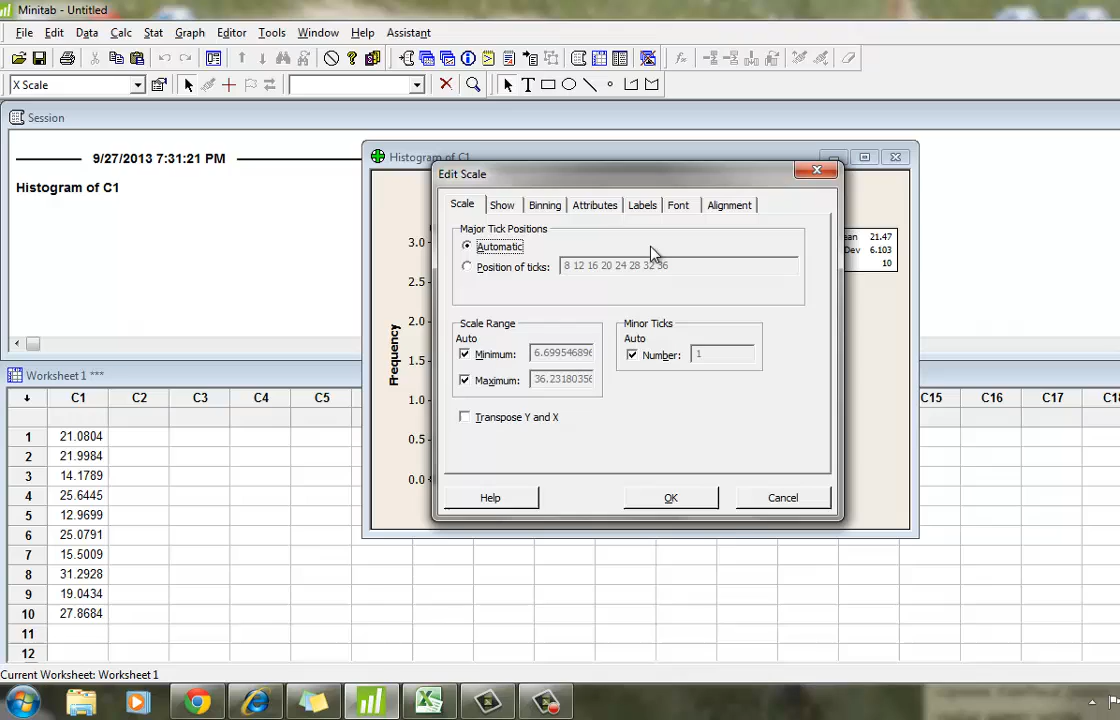 Minitab - Untitled
File Edit Data Calc Stat Graph Editor Tools Window Help Assistant
X Scale
Session
9/27/2013 7:31:21 PM
Histogram of C1
Histogram of C1
Edit Scale
Scale Show Binning Attributes Labels Font Alignment
Major Tick Positions
Automatic
Position of ticks: 8 12 16 20 24 28 32 36
Scale Range
Auto
Minimum: 6.699546896
Maximum: 36.23180356
Minor Ticks
Auto
Number: 1
Transpose Y and X
Help OK Cancel
Frequency
3.0
2.5
2.0
1.5
1.0
0.5
0.0
ean 21.47
Dev 6.103
10
Worksheet 1 ***
C1 C2 C3 C4 C5 C15 C16 C17 C18
1 21.0804
2 21.9984
3 14.1789
4 25.6445
5 12.9699
6 25.0791
7 15.5009
8 31.2928
9 19.0434
10 27.8684
11
12
Current Worksheet: Worksheet 1